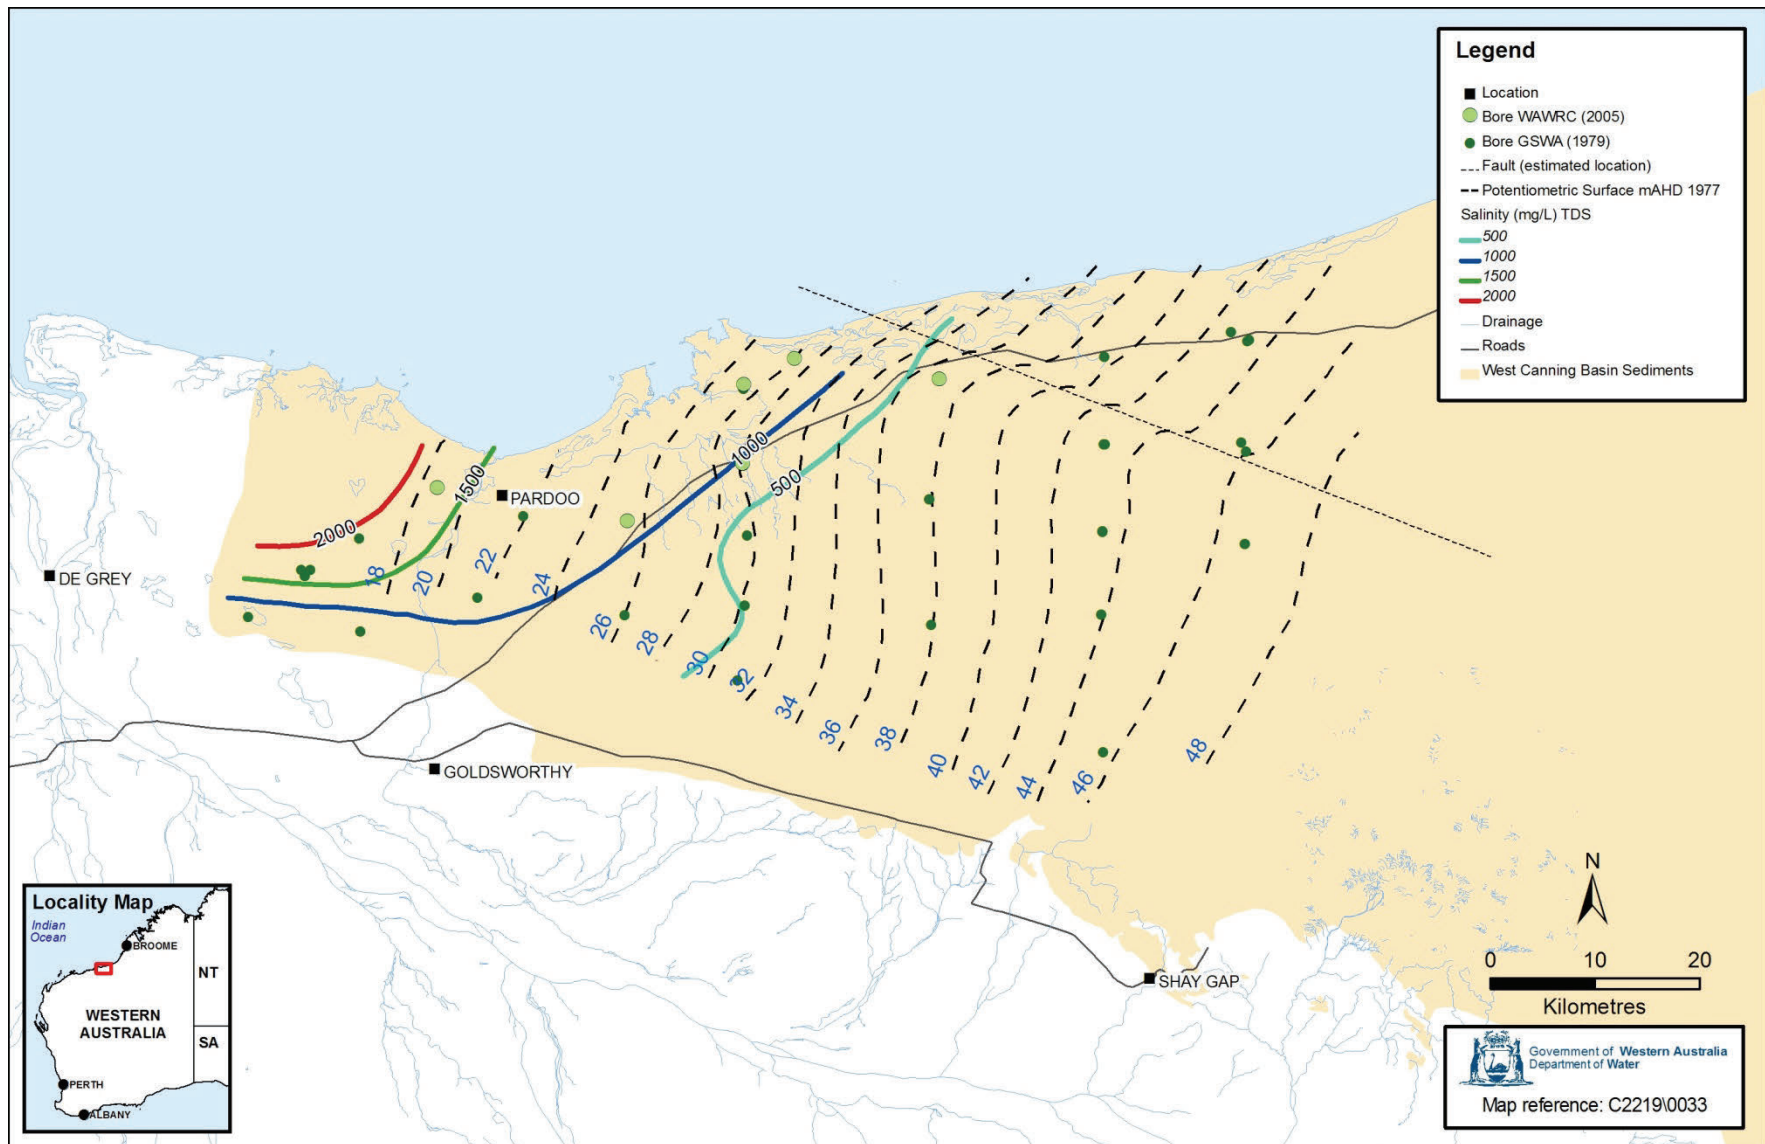 Legend
Location
Bore WAWRC (2005)
Bore GSWA (1979)
Fault (estimated location)
Potentiometric Surface mAHD 1977
Salinity (mg/L) TDS
500
1000
1500
2000
Drainage
Roads
West Canning Basin Sediments
1000
500
1500
2000
PARDOO
DE GREY
GOLDSWORTHY
SHAY GAP
18
20
22
24
26
28
30
32
34
36
38
40
42
44
46
48
N
0 10 20
Kilometres
Locality Map
Indian
Ocean
BROOME
NT
WESTERN
AUSTRALIA
SA
PERTH
ALBANY
Government of Western Australia
Department of Water
Map reference: C2219\0033